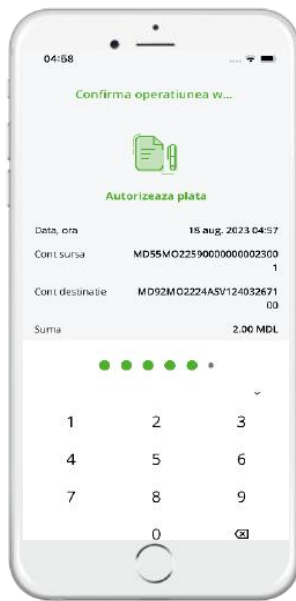 04:58
Confirma operatiunea w...
Autorizeaza plata
Data, ora 18 aug. 2023 04:57
Cont sursa MD55MO22590000000002300
1
Cont destinatie MD92MO2224ASV124032671
00
Suma 2.00 MDL
1 2 3
4 5 6
7 8 9
0